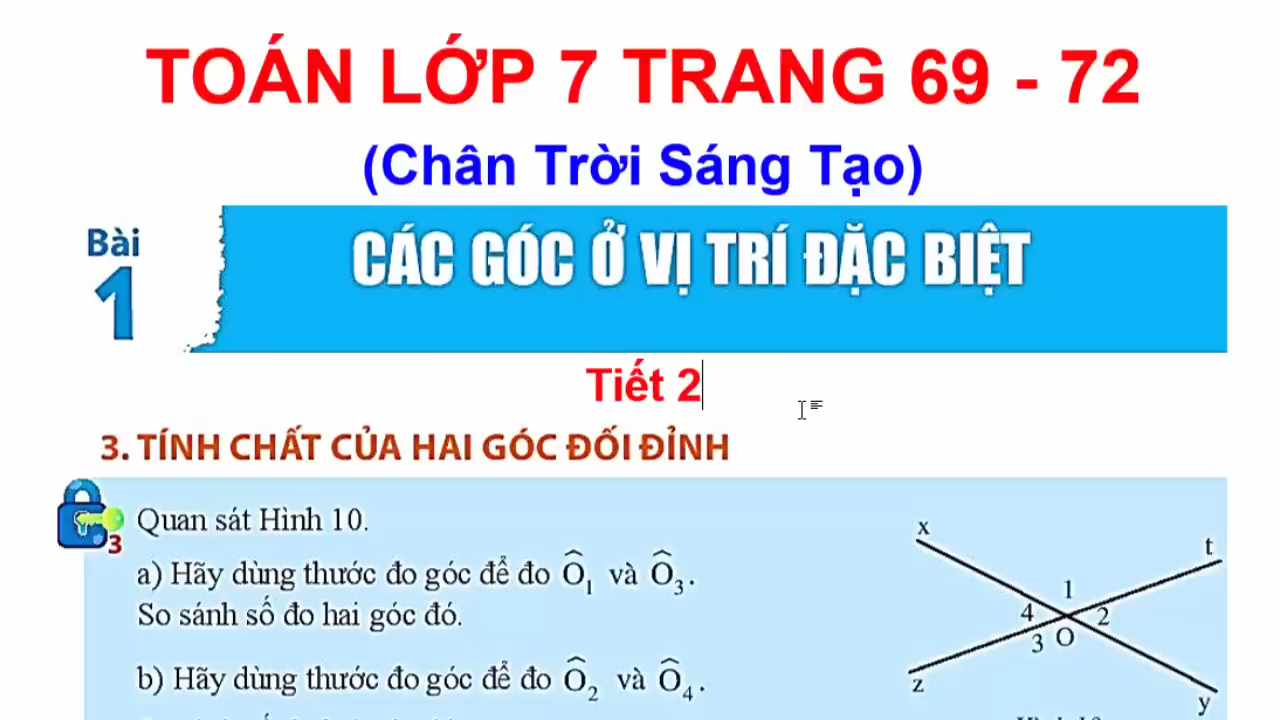 TOÁN LỚP 7 TRANG 69 - 72
(Chân Trời Sáng Tạo)
Bài
1
CÁC GÓC Ở VỊ TRÍ ĐẶC BIỆT
Tiết 2
3. TÍNH CHẤT CỦA HAI GÓC ĐỐI ĐỈNH
3
Quan sát Hình 10.
a) Hãy dùng thước đo góc để đo Ô₁ và Ô₃.
So sánh số đo hai góc đó.
b) Hãy dùng thước đo góc để đo Ô₂ và Ô₄.
x
t
1
4
2
3
O
z
y